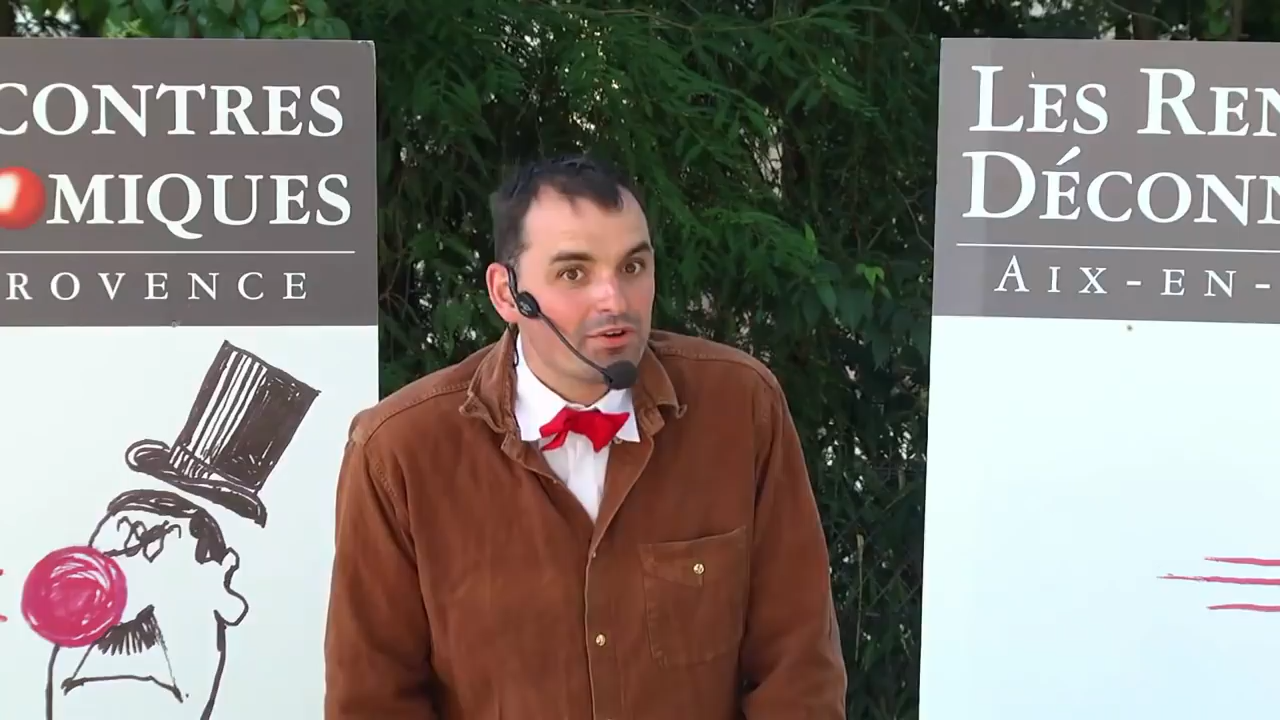 CONTRES
MIQUES
ROVENCE
LES REN
DÉCONN
AIX-EN-